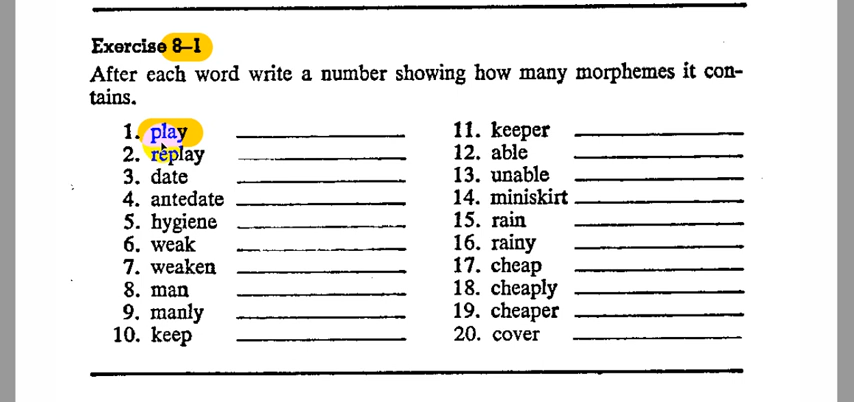 Exercise 8–1
After each word write a number showing how many morphemes it con-
tains.
1. play
2. replay
3. date
4. antedate
5. hygiene
6. weak
7. weaken
8. man
9. manly
10. keep
11. keeper
12. able
13. unable
14. miniskirt
15. rain
16. rainy
17. cheap
18. cheaply
19. cheaper
20. cover